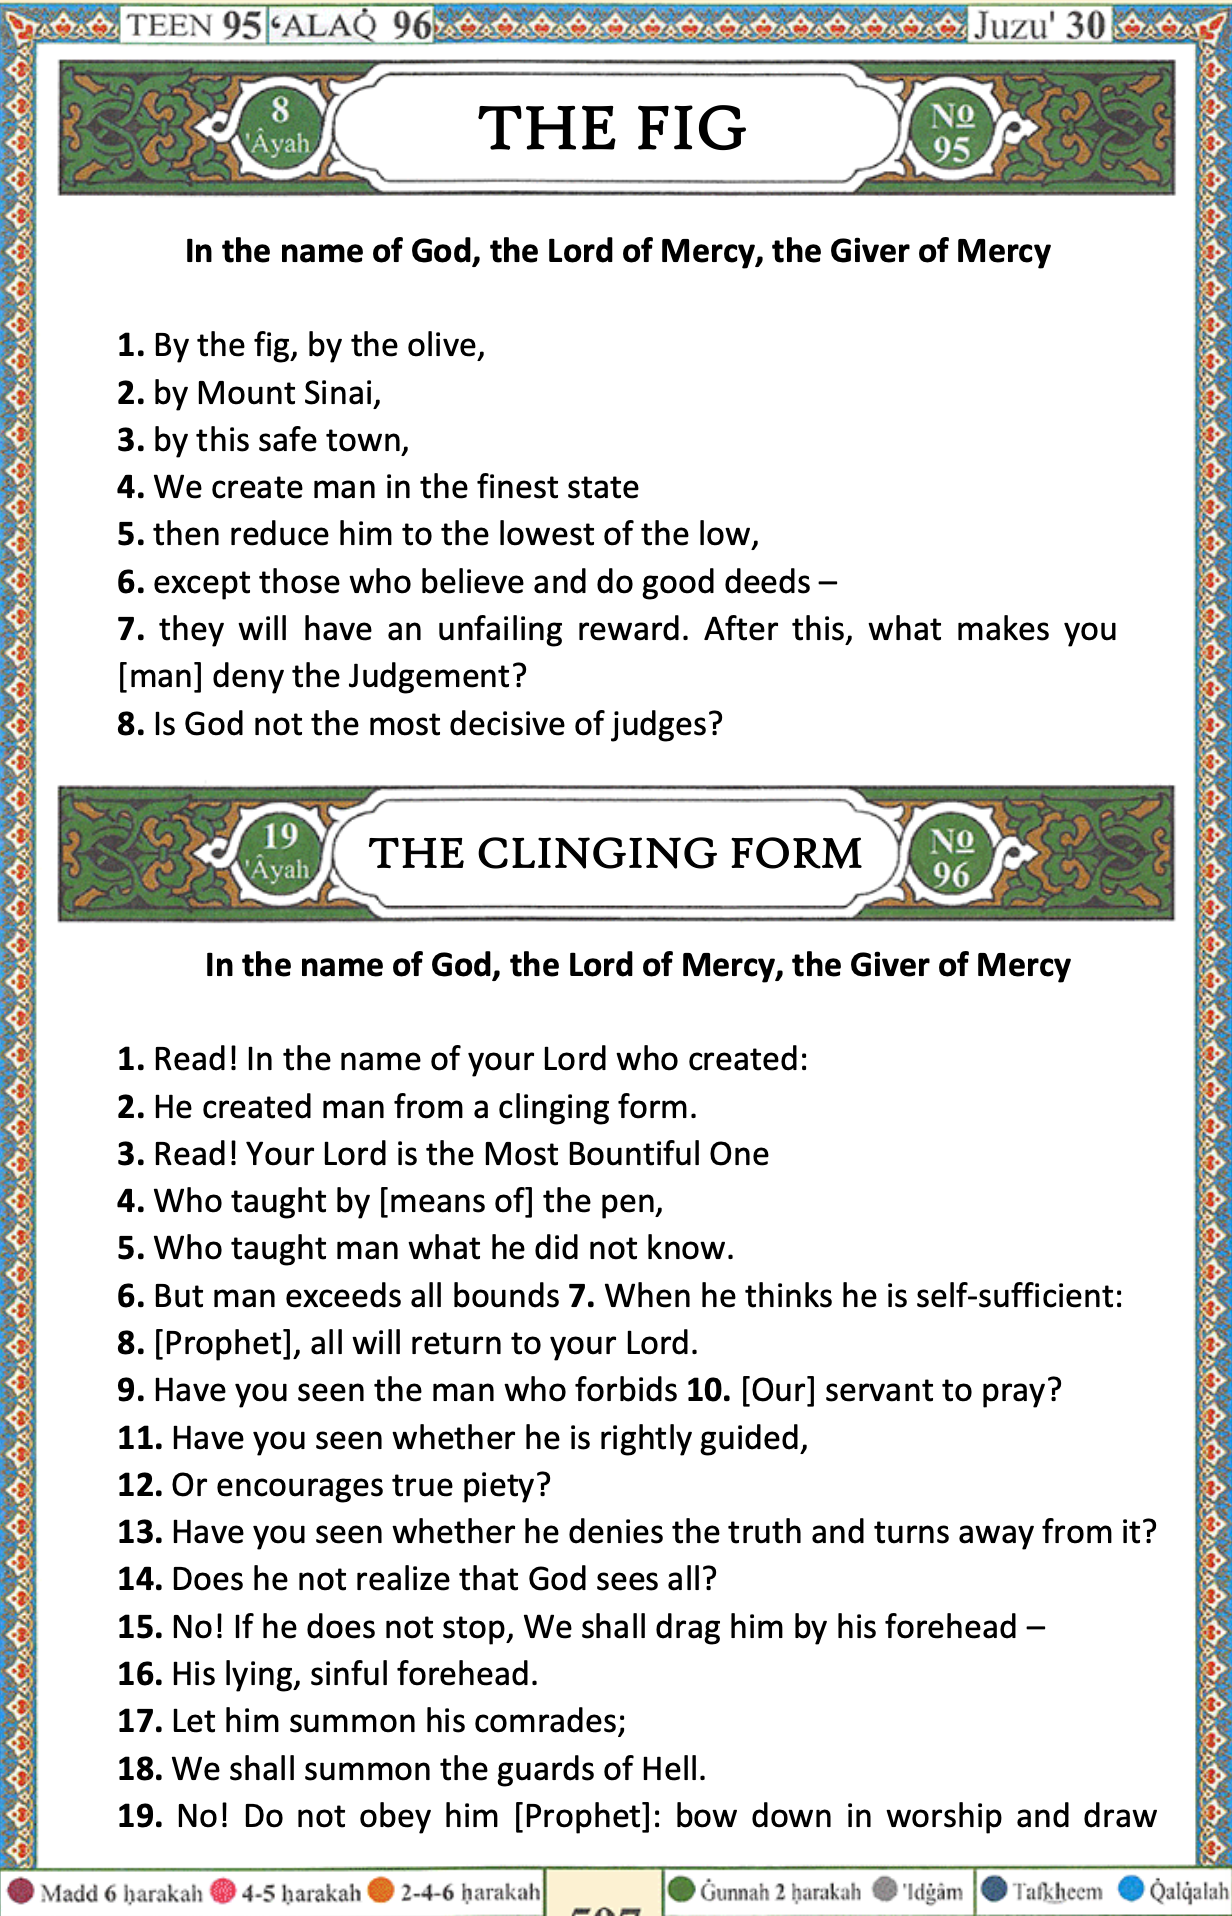 TEEN 95 ‘ALAQ̇ 96 Juzu' 30
8 'Âyah THE FIG No 95
In the name of God, the Lord of Mercy, the Giver of Mercy
1. By the fig, by the olive,
2. by Mount Sinai,
3. by this safe town,
4. We create man in the finest state
5. then reduce him to the lowest of the low,
6. except those who believe and do good deeds –
7. they will have an unfailing reward. After this, what makes you
[man] deny the Judgement?
8. Is God not the most decisive of judges?
19 'Âyah THE CLINGING FORM No 96
In the name of God, the Lord of Mercy, the Giver of Mercy
1. Read! In the name of your Lord who created:
2. He created man from a clinging form.
3. Read! Your Lord is the Most Bountiful One
4. Who taught by [means of] the pen,
5. Who taught man what he did not know.
6. But man exceeds all bounds 7. When he thinks he is self-sufficient:
8. [Prophet], all will return to your Lord.
9. Have you seen the man who forbids 10. [Our] servant to pray?
11. Have you seen whether he is rightly guided,
12. Or encourages true piety?
13. Have you seen whether he denies the truth and turns away from it?
14. Does he not realize that God sees all?
15. No! If he does not stop, We shall drag him by his forehead –
16. His lying, sinful forehead.
17. Let him summon his comrades;
18. We shall summon the guards of Hell.
19. No! Do not obey him [Prophet]: bow down in worship and draw
Madd 6 ḥarakah 4-5 ḥarakah 2-4-6 ḥarakah Ġunnah 2 ḥarakah 'Idġâm Tafkheem Q̇alq̇alah